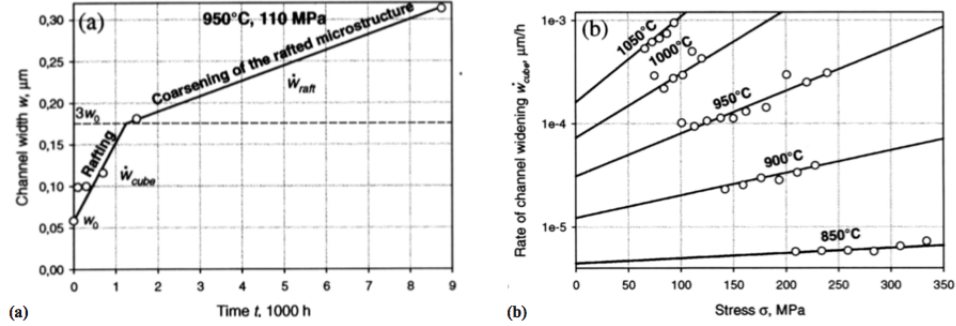 (a)
950°C, 110 MPa
Coarsening of the rafted microstructure
ẇraft
Rafting
ẇcube
3w₀
w₀
Channel width w, μm
0,35
0,30
0,25
0,20
0,15
0,10
0,05
0,00
0 1 2 3 4 5 6 7 8 9
Time t, 1000 h
(a)
(b)
1050°C
1000°C
950°C
900°C
850°C
Rate of channel widening ẇcube, μm/h
1e-3
1e-4
1e-5
0 50 100 150 200 250 300 350
Stress σ, MPa
(b)